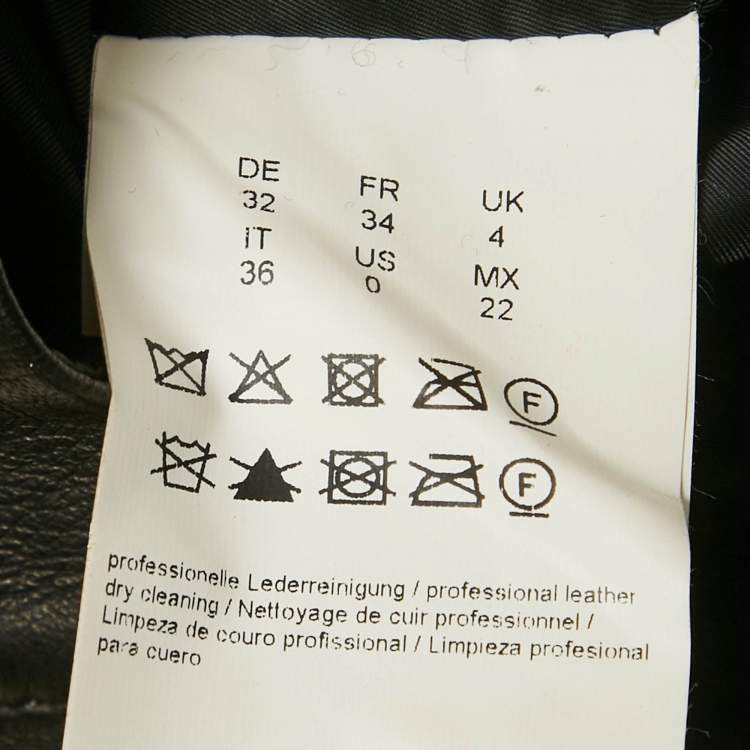 DE FR UK
32 34 4
IT US MX
36 0 22
F
F
professionelle Lederreinigung / professional leather
dry cleaning / Nettoyage de cuir professionnel /
Limpeza de couro profissional / Limpieza profesional
para cuero